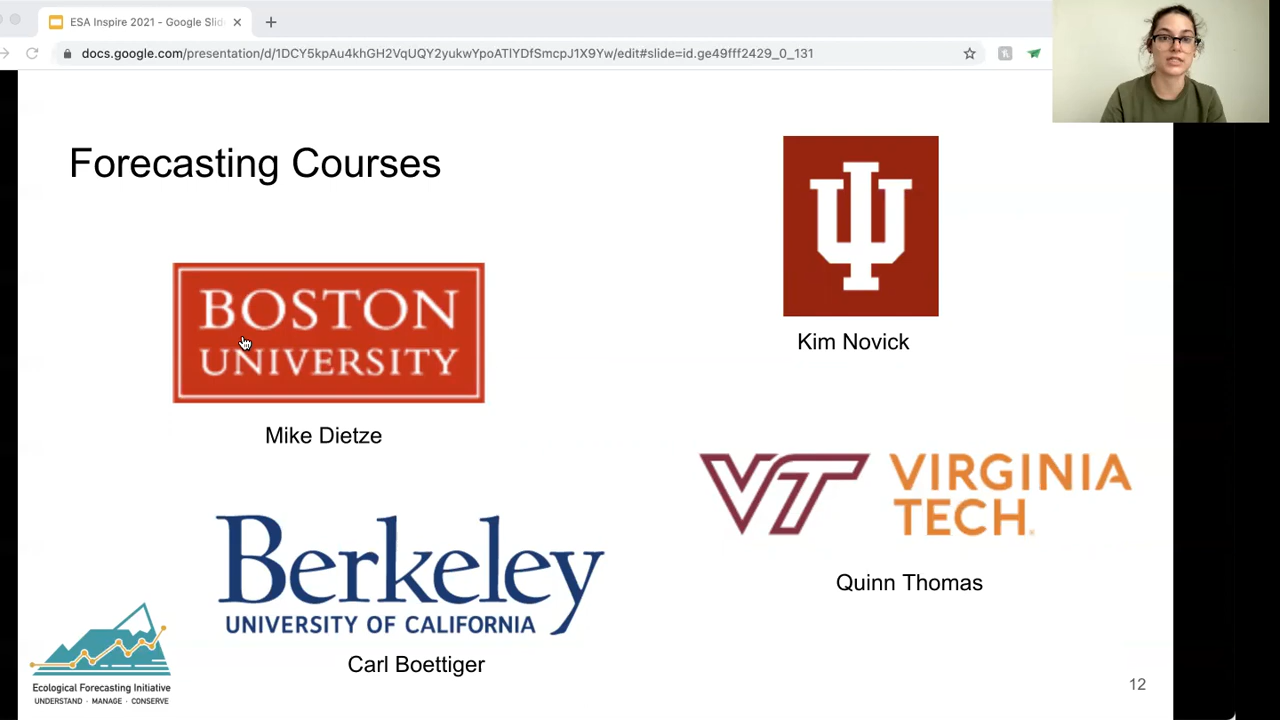 ESA Inspire 2021 - Google Slid
docs.google.com/presentation/d/1DCY5kpAu4khGH2VqUQY2yukwYnoATlYDfSmcpJ1X9Yw/edit#slide=id.ge49fff2429_0_131
Forecasting Courses
BOSTON
UNIVERSITY
Mike Dietze
Kim Novick
VT VIRGINIA
TECH.
Quinn Thomas
Berkeley
UNIVERSITY OF CALIFORNIA
Carl Boettiger
Ecological Forecasting Initiative
UNDERSTAND · MANAGE · CONSERVE
12